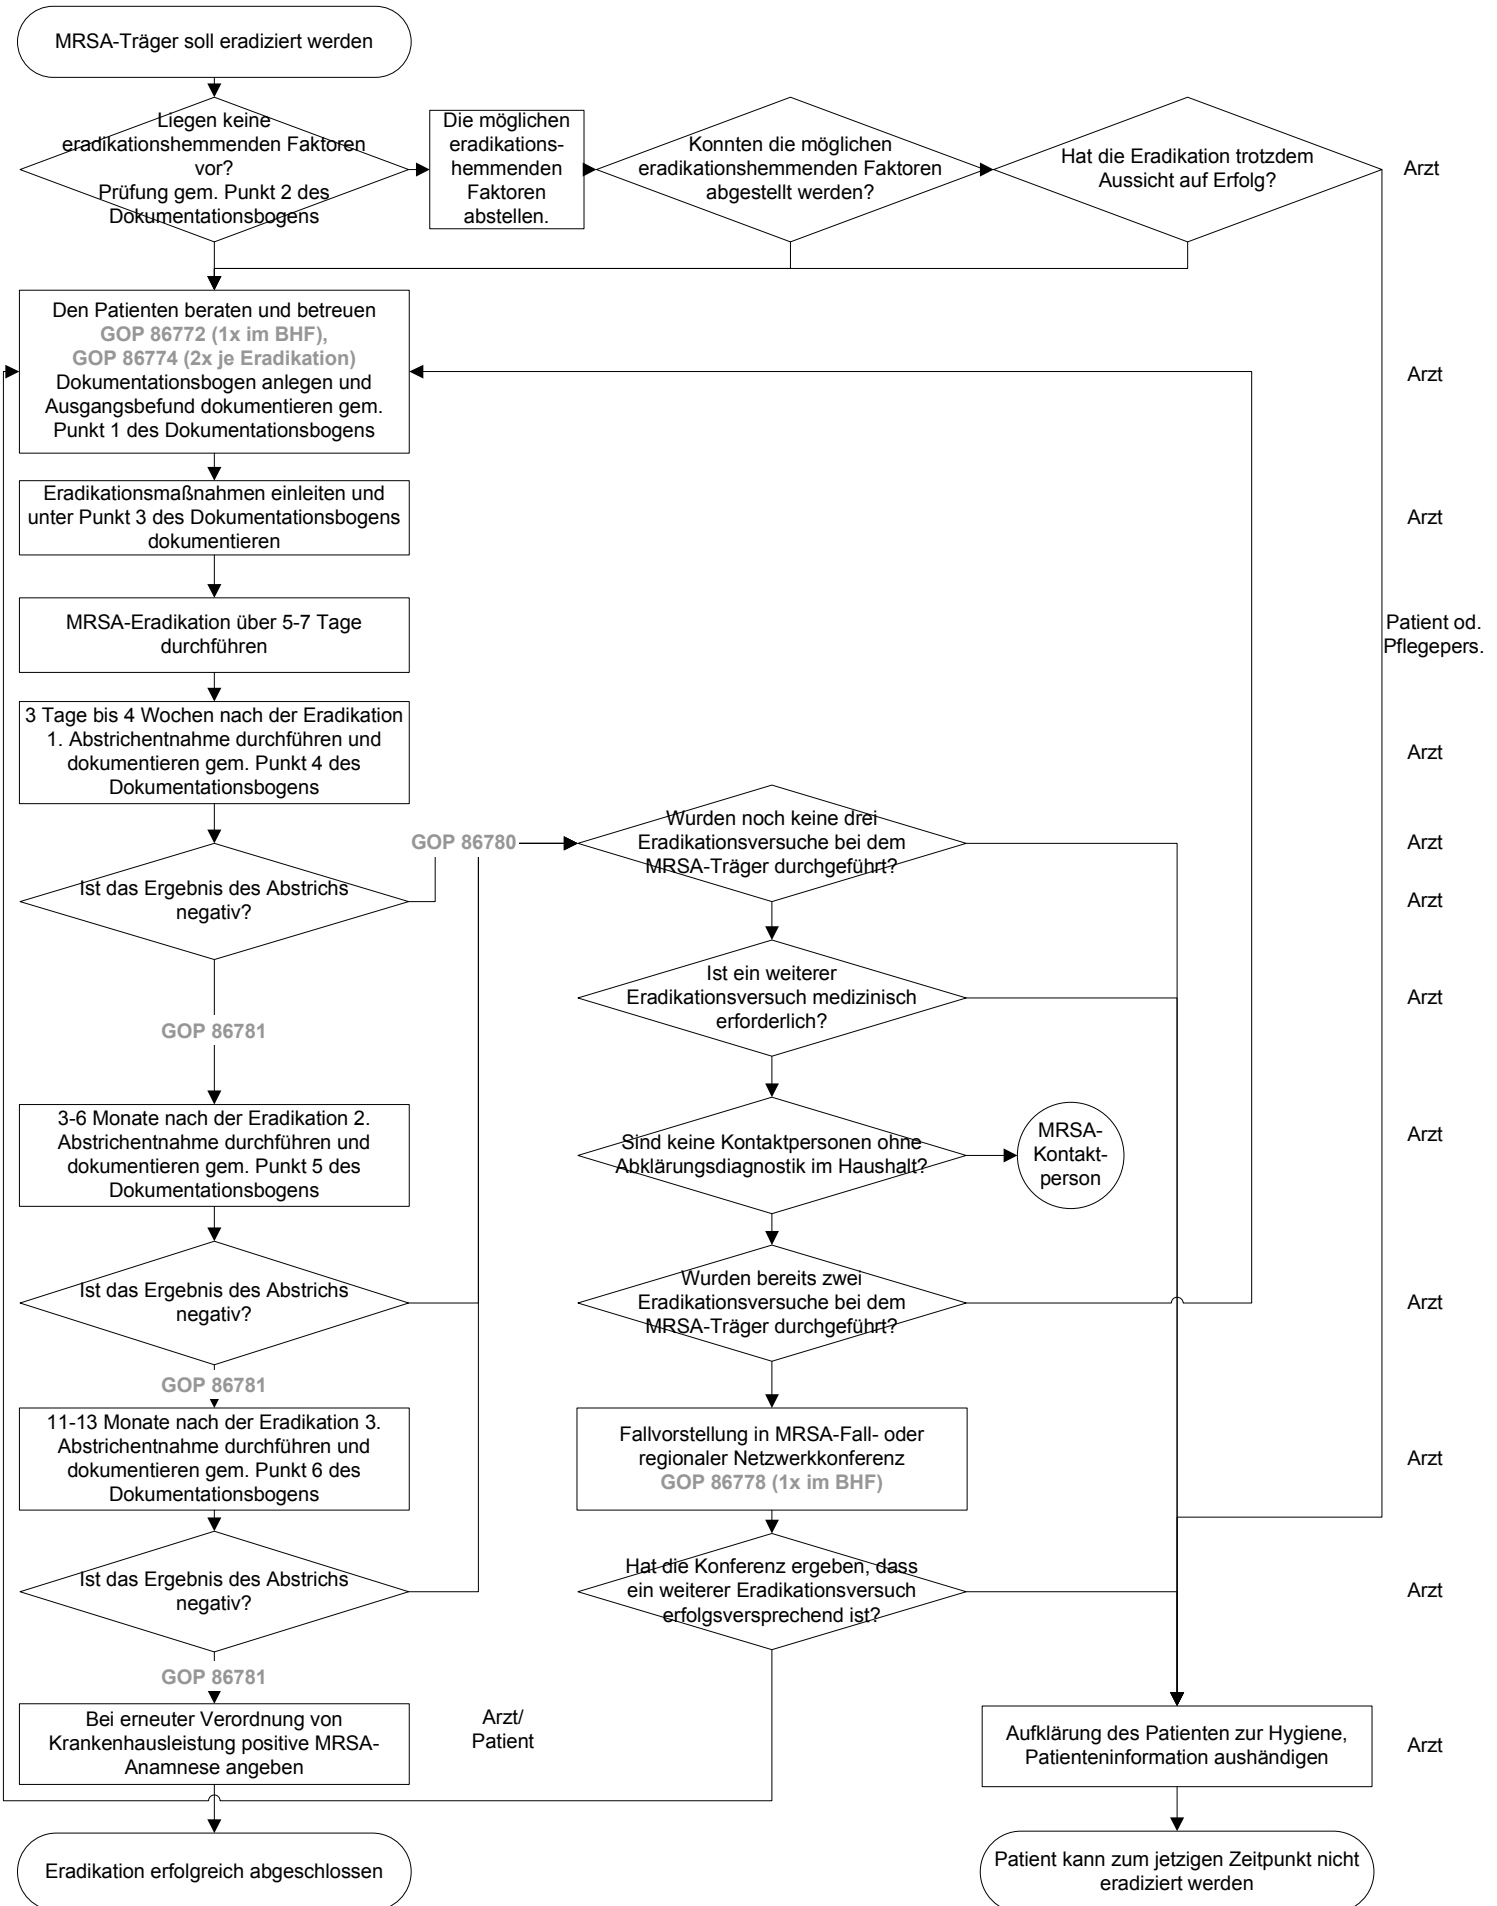 MRSA-Träger soll eradiziert werden
Liegen keine
eradikationshemmenden Faktoren
vor?
Prüfung gem. Punkt 2 des
Dokumentationsbogens
Die möglichen
eradikations-
hemmenden
Faktoren
abstellen.
Konnten die möglichen
eradikationshemmenden Faktoren
abgestellt werden?
Hat die Eradikation trotzdem
Aussicht auf Erfolg?
Arzt
Den Patienten beraten und betreuen
GOP 86772 (1x im BHF),
GOP 86774 (2x je Eradikation)
Dokumentationsbogen anlegen und
Ausgangsbefund dokumentieren gem.
Punkt 1 des Dokumentationsbogens
Arzt
Eradikationsmaßnahmen einleiten und
unter Punkt 3 des Dokumentationsbogens
dokumentieren
Arzt
MRSA-Eradikation über 5-7 Tage
durchführen
Patient od.
Pflegepers.
3 Tage bis 4 Wochen nach der Eradikation
1. Abstrichentnahme durchführen und
dokumentieren gem. Punkt 4 des
Dokumentationsbogens
Arzt
GOP 86780
Wurden noch keine drei
Eradikationsversuche bei dem
MRSA-Träger durchgeführt?
Arzt
Ist das Ergebnis des Abstrichs
negativ?
Arzt
Ist ein weiterer
Eradikationsversuch medizinisch
erforderlich?
Arzt
GOP 86781
3-6 Monate nach der Eradikation 2.
Abstrichentnahme durchführen und
dokumentieren gem. Punkt 5 des
Dokumentationsbogens
Sind keine Kontaktpersonen ohne
Abklärungsdiagnostik im Haushalt?
MRSA-
Kontakt-
person
Arzt
Ist das Ergebnis des Abstrichs
negativ?
Wurden bereits zwei
Eradikationsversuche bei dem
MRSA-Träger durchgeführt?
Arzt
GOP 86781
11-13 Monate nach der Eradikation 3.
Abstrichentnahme durchführen und
dokumentieren gem. Punkt 6 des
Dokumentationsbogens
Fallvorstellung in MRSA-Fall- oder
regionaler Netzwerkkonferenz
GOP 86778 (1x im BHF)
Arzt
Ist das Ergebnis des Abstrichs
negativ?
Hat die Konferenz ergeben, dass
ein weiterer Eradikationsversuch
erfolgsversprechend ist?
Arzt
GOP 86781
Bei erneuter Verordnung von
Krankenhausleistung positive MRSA-
Anamnese angeben
Arzt/
Patient
Aufklärung des Patienten zur Hygiene,
Patienteninformation aushändigen
Arzt
Eradikation erfolgreich abgeschlossen
Patient kann zum jetzigen Zeitpunkt nicht
eradiziert werden